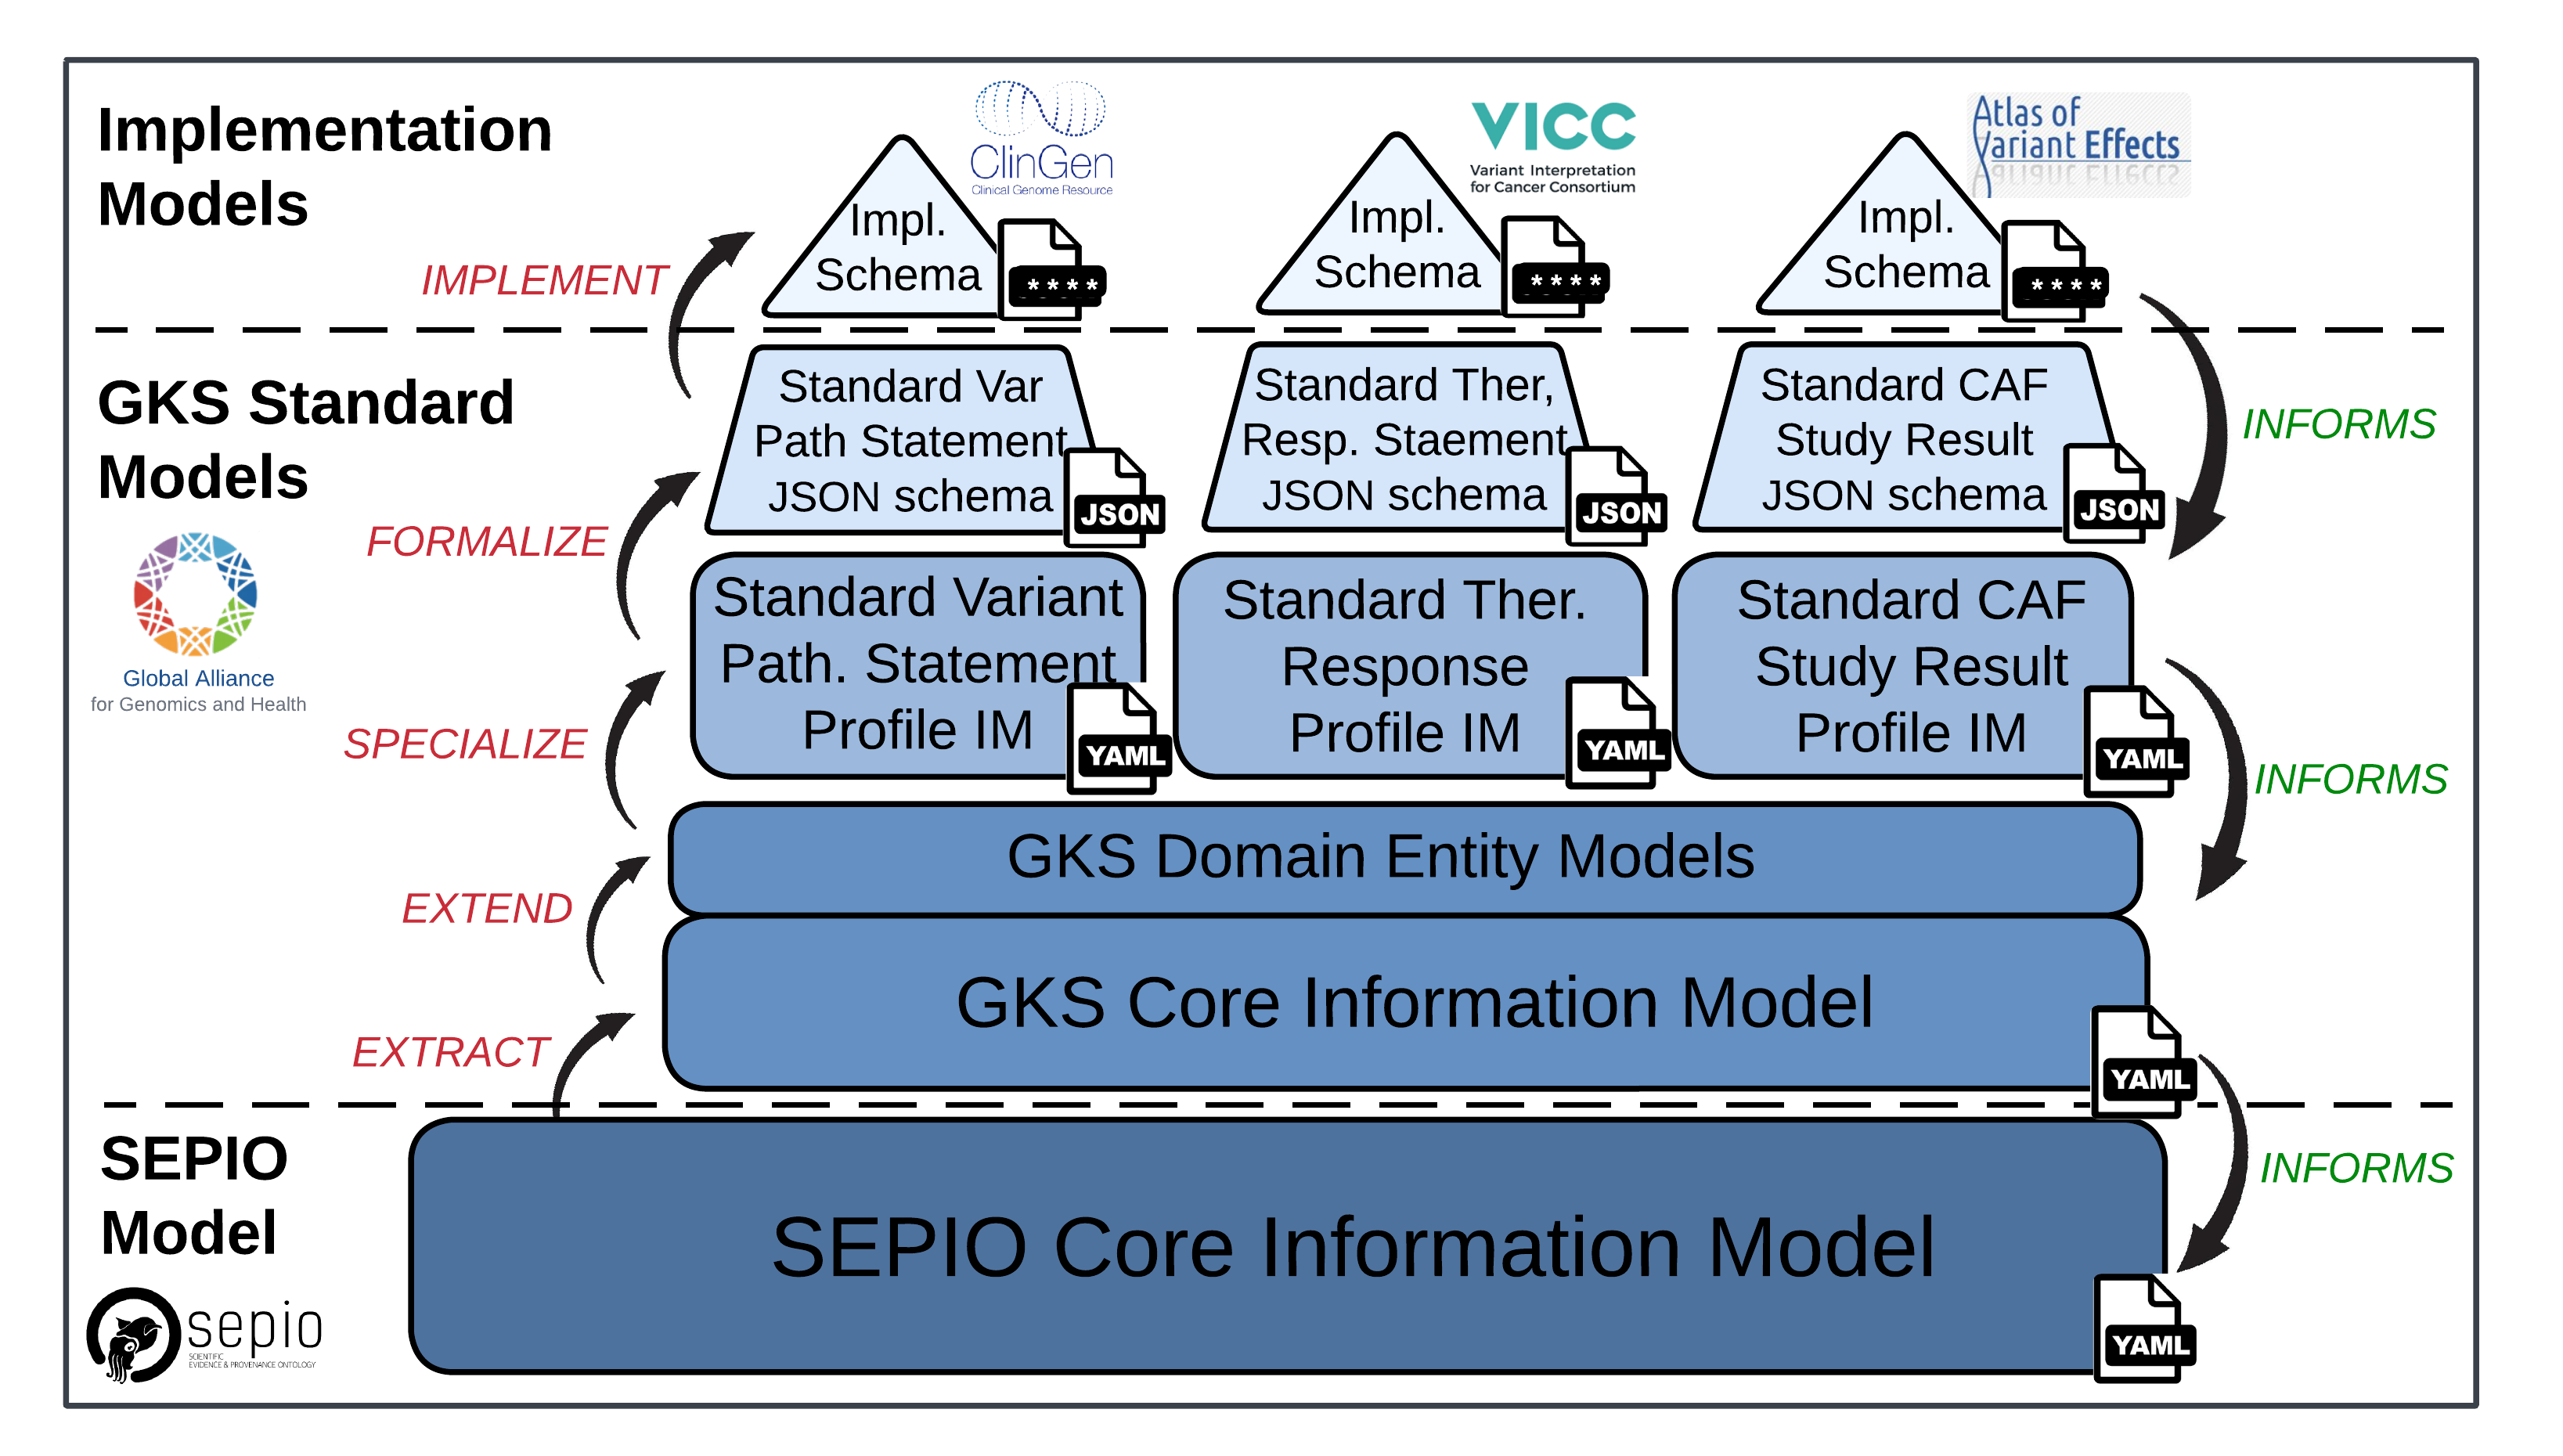 Implementation
Models
ClinGen
Clinical Genome Resource
VICC
Variant Interpretation
for Cancer Consortium
Atlas of
Variant Effects
Impl.
Schema
****
Impl.
Schema
****
Impl.
Schema
****
IMPLEMENT
GKS Standard
Models
Global Alliance
for Genomics and Health
Standard Var
Path Statement
JSON schema
JSON
Standard Ther,
Resp. Staement
JSON schema
JSON
Standard CAF
Study Result
JSON schema
JSON
INFORMS
FORMALIZE
Standard Variant
Path. Statement
Profile IM
YAML
Standard Ther.
Response
Profile IM
YAML
Standard CAF
Study Result
Profile IM
YAML
SPECIALIZE
INFORMS
GKS Domain Entity Models
EXTEND
GKS Core Information Model
YAML
EXTRACT
SEPIO
Model
INFORMS
SEPIO Core Information Model
YAML
sepio
SCIENTIFIC
EVIDENCE & PROVENANCE ONTOLOGY